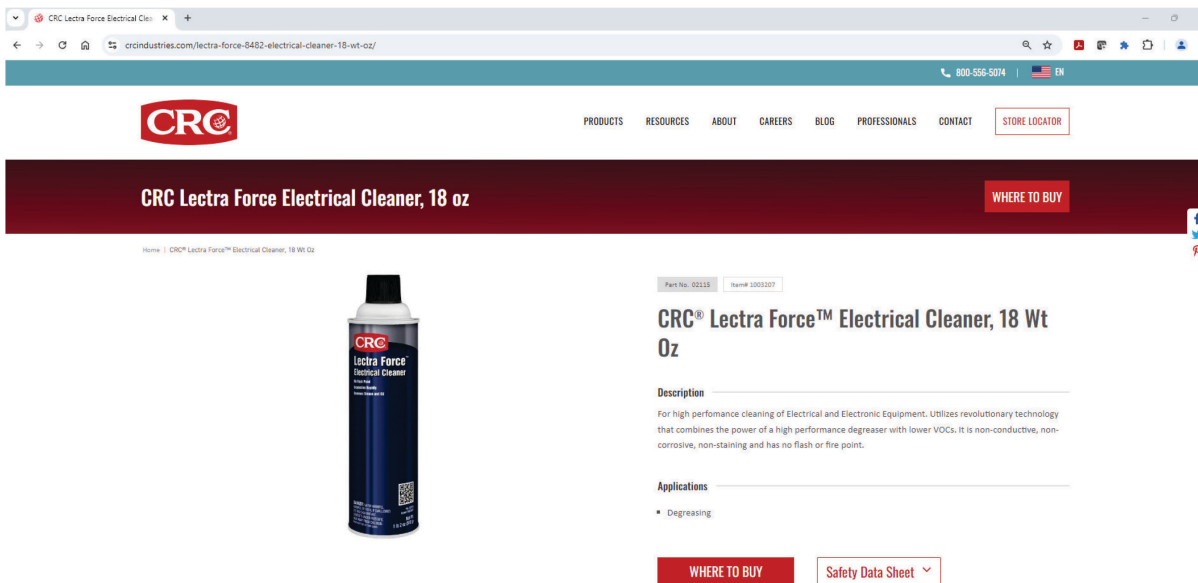 CRC Lectra Force Electrical Clea
crcindustries.com/lectra-force-8482-electrical-cleaner-18-wt-oz/
800-556-5074 | EN
CRC
PRODUCTS RESOURCES ABOUT CAREERS BLOG PROFESSIONALS CONTACT STORE LOCATOR
CRC Lectra Force Electrical Cleaner, 18 oz
WHERE TO BUY
Home | CRC® Lectra Force™ Electrical Cleaner, 18 Wt Oz
Part No. 02115 Item# 1003207
CRC® Lectra Force™ Electrical Cleaner, 18 Wt
Oz
CRC
Lectra Force™
Electrical Cleaner
Description
For high perfomance cleaning of Electrical and Electronic Equipment. Utilizes revolutionary technology
that combines the power of a high performance degreaser with lower VOCs. It is non-conductive, non-
corrosive, non-staining and has no flash or fire point.
Applications
▪ Degreasing
WHERE TO BUY Safety Data Sheet